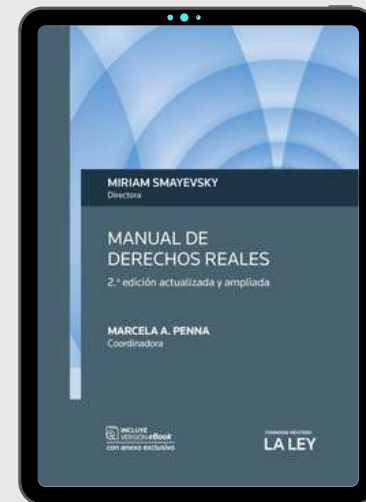 MIRIAM SMAYEVSKY
Directora
MANUAL DE
DERECHOS REALES
2.ª edición actualizada y ampliada
MARCELA A. PENNA
Coordinadora
INCLUYE
VERSIÓN eBook
con anexo exclusivo
THOMSON REUTERS
LA LEY